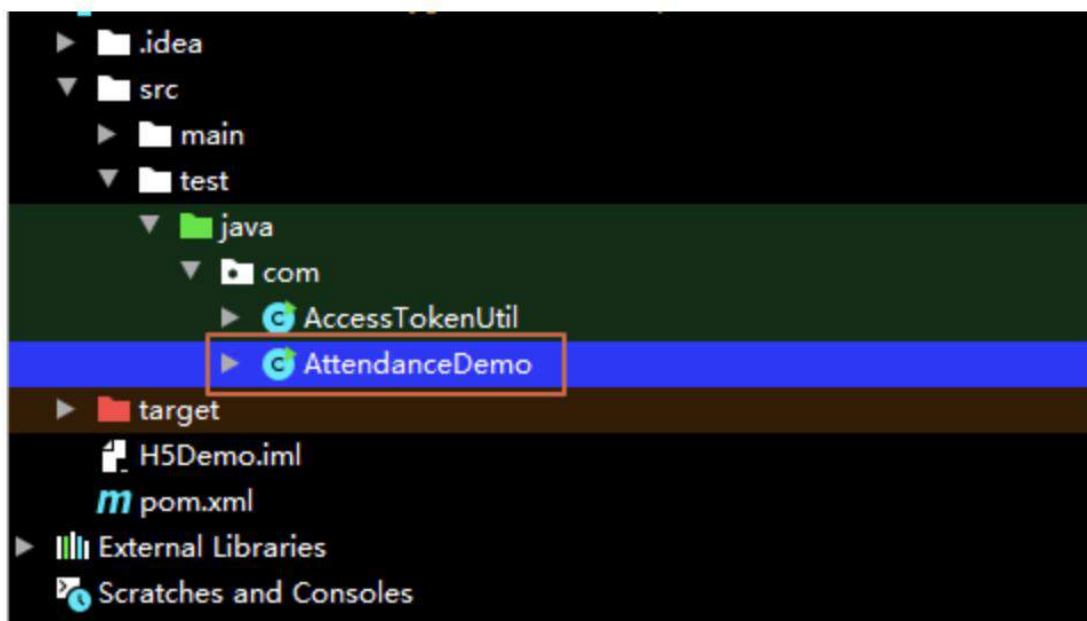 .idea
src
main
test
java
com
AccessTokenUtil
AttendanceDemo
target
H5Demo.iml
pom.xml
External Libraries
Scratches and Consoles